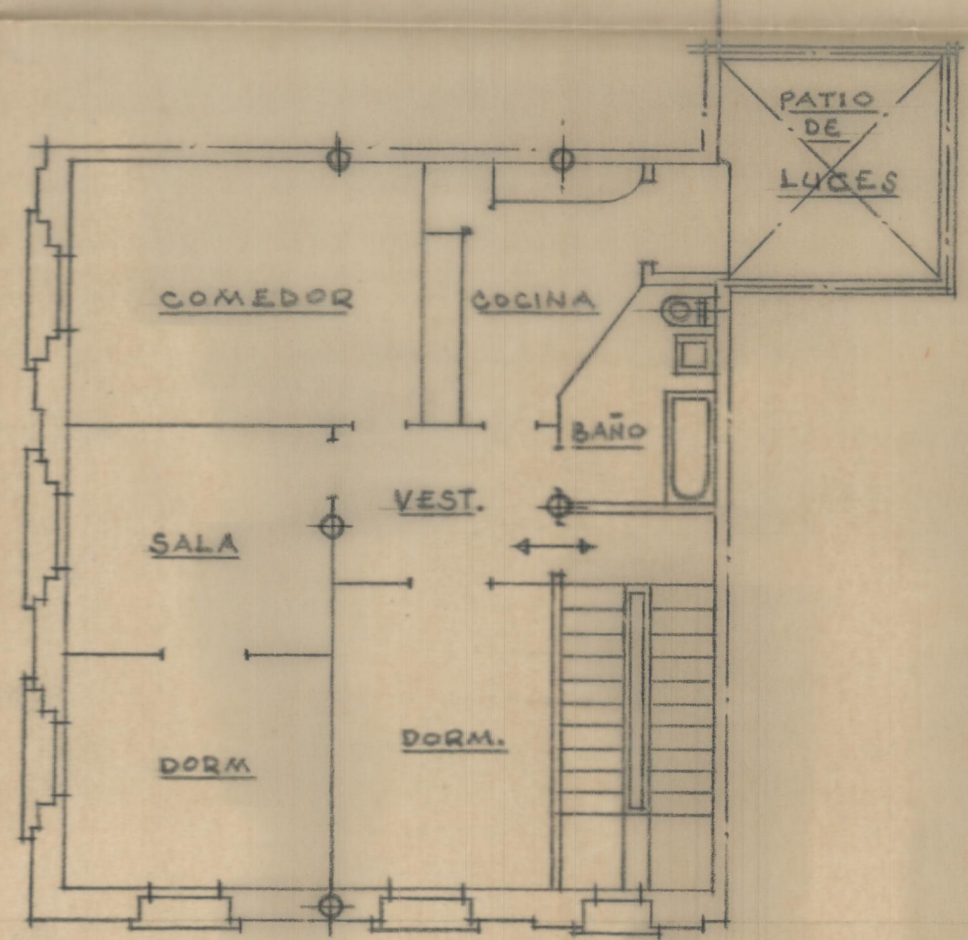 PATIO
DE
LUCES
COMEDOR
COCINA
BAÑO
VEST.
SALA
DORM.
DORM